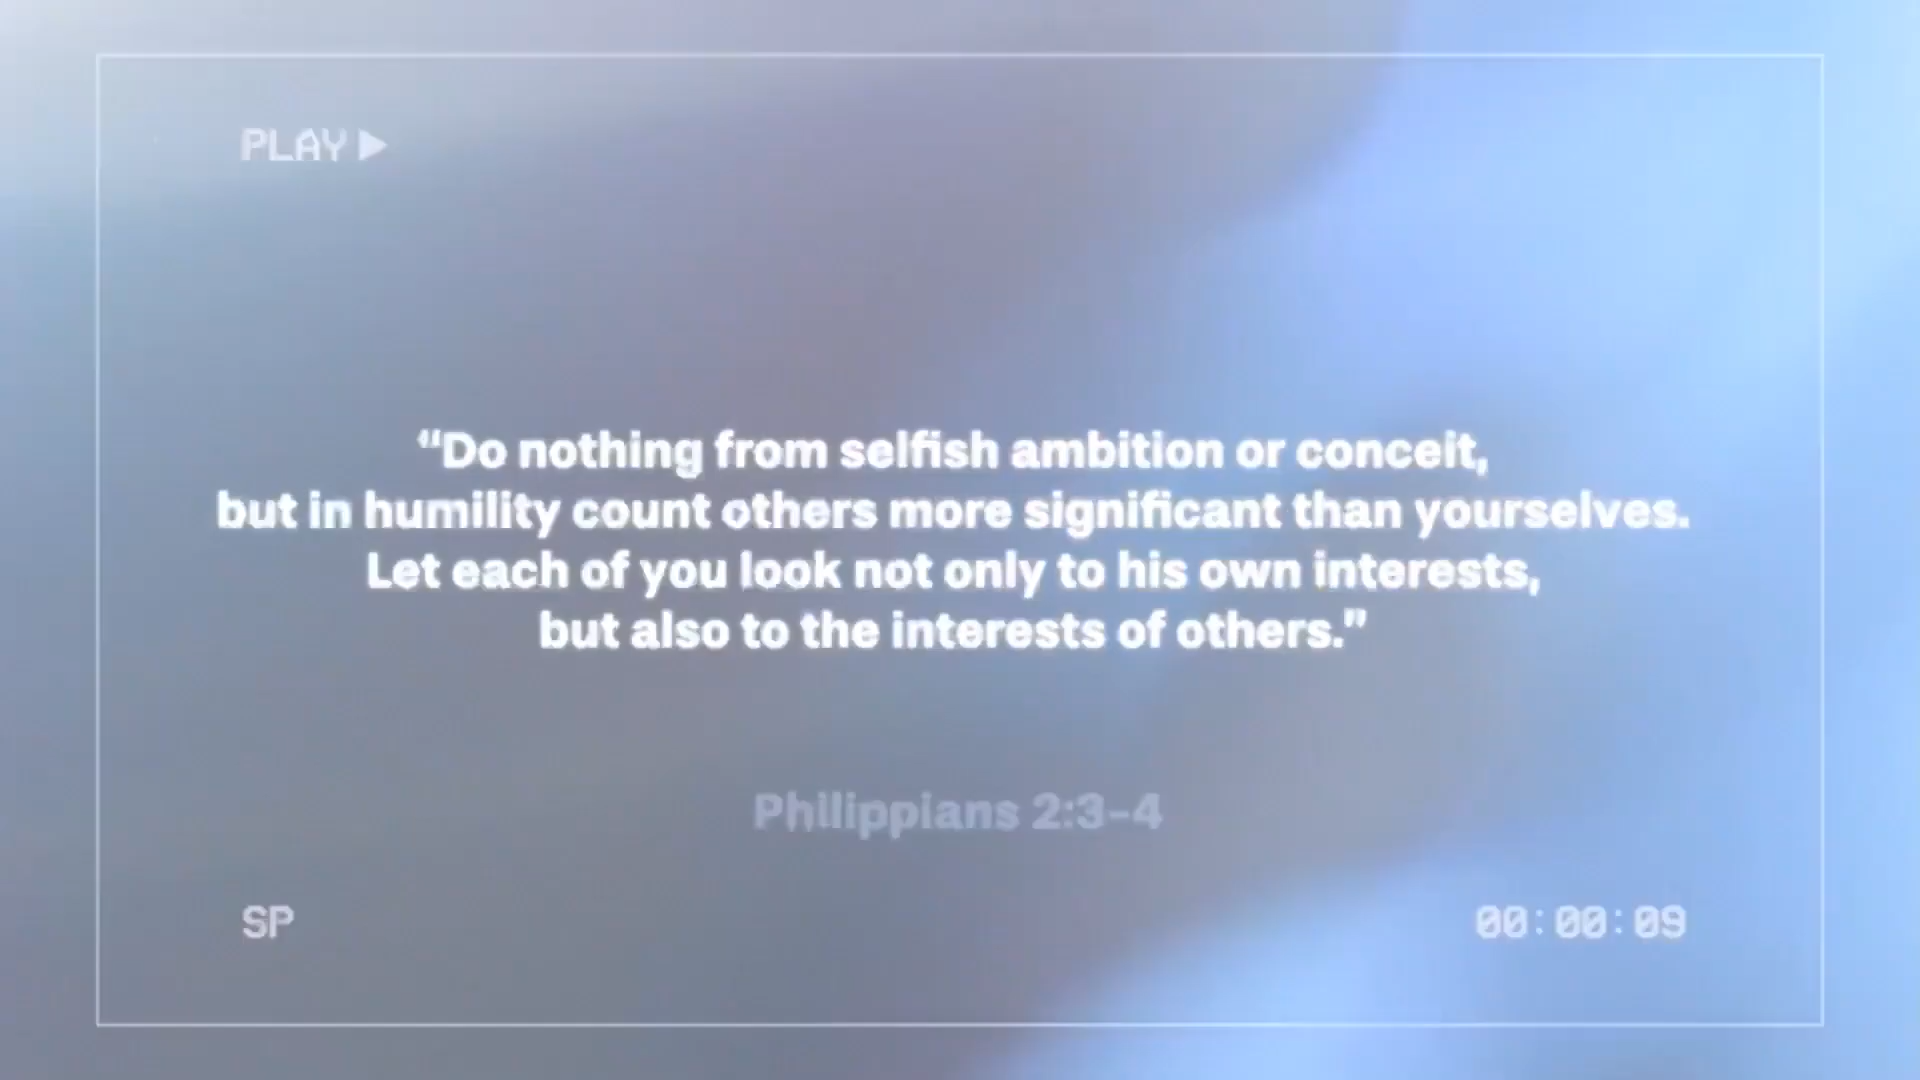 PLAY ▶
“Do nothing from selfish ambition or conceit,
but in humility count others more significant than yourselves.
Let each of you look not only to his own interests,
but also to the interests of others.”
Philippians 2:3–4
SP
00:00:09